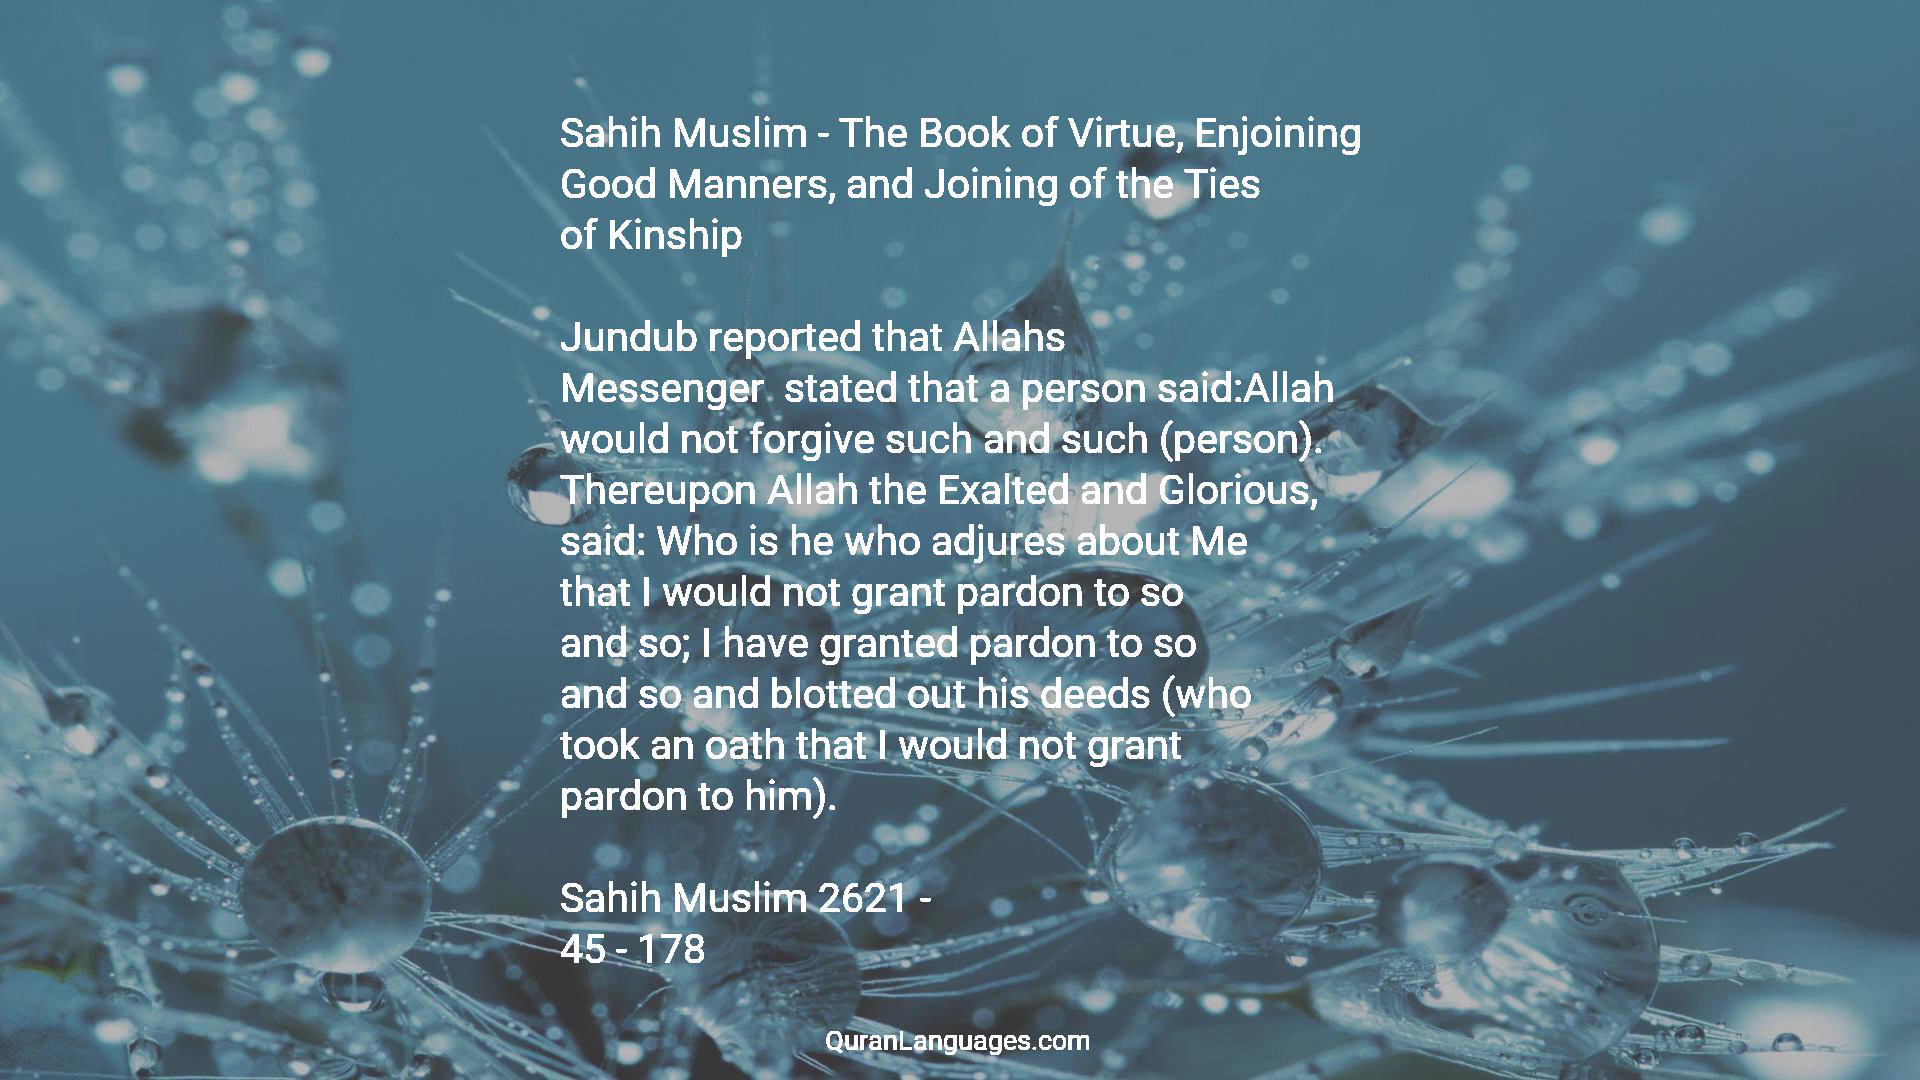 Sahih Muslim - The Book of Virtue, Enjoining
Good Manners, and Joining of the Ties
of Kinship
Jundub reported that Allahs
Messenger  stated that a person said:Allah
would not forgive such and such (person).
Thereupon Allah the Exalted and Glorious,
said: Who is he who adjures about Me
that I would not grant pardon to so
and so; I have granted pardon to so
and so and blotted out his deeds (who
took an oath that I would not grant
pardon to him).
Sahih Muslim 2621 -
45 - 178
QuranLanguages.com